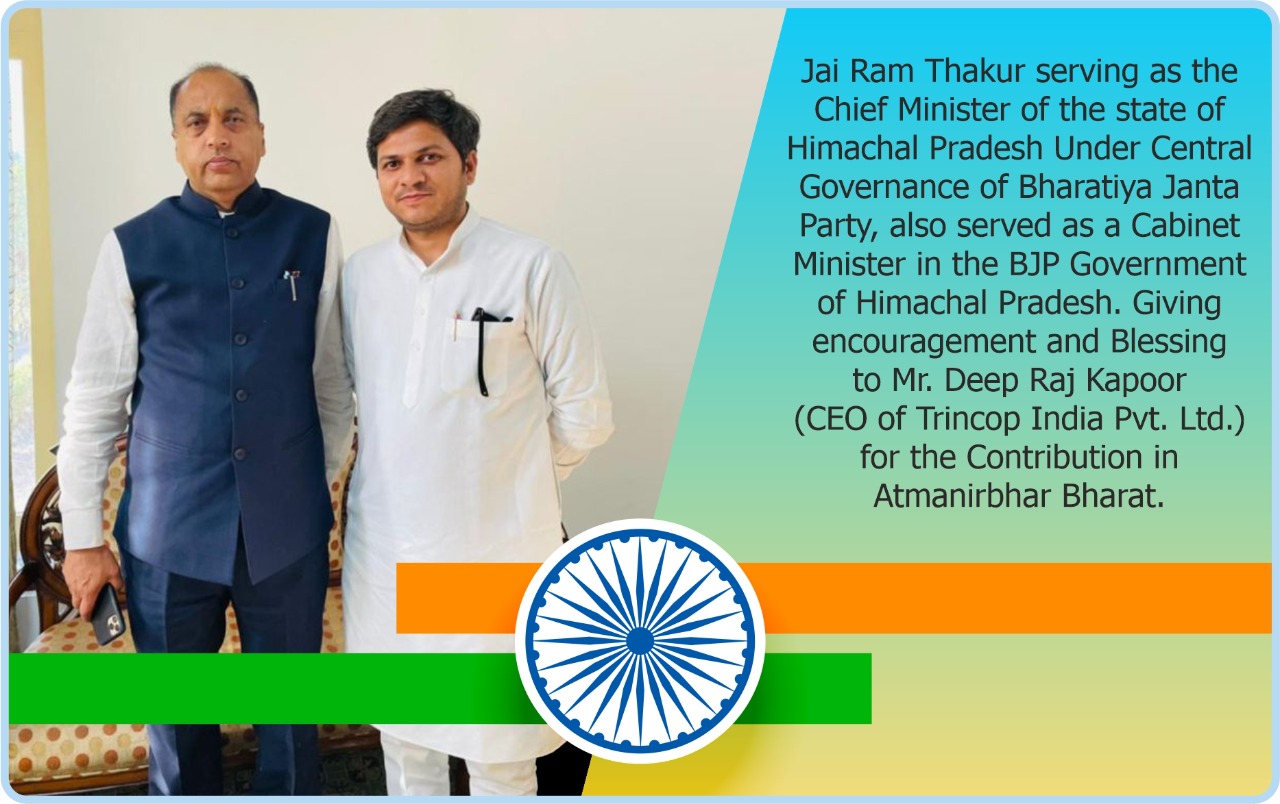 Jai Ram Thakur serving as the
Chief Minister of the state of
Himachal Pradesh Under Central
Governance of Bharatiya Janta
Party, also served as a Cabinet
Minister in the BJP Government
of Himachal Pradesh. Giving
encouragement and Blessing
to Mr. Deep Raj Kapoor
(CEO of Trincop India Pvt. Ltd.)
for the Contribution in
Atmanirbhar Bharat.